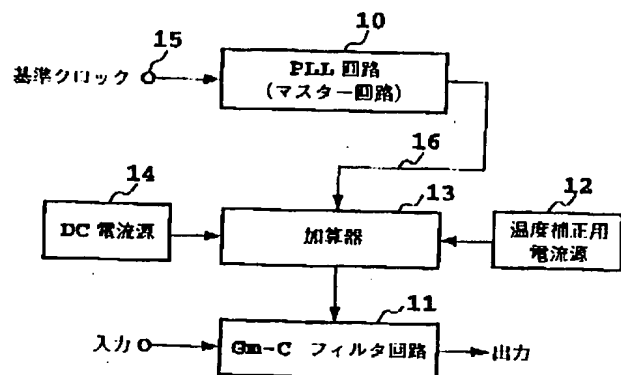 10
15
基準クロック
PLL 回路
(マスター回路)
16
14
13
12
DC 電流源
加算器
温度補正用
電流源
11
入力
Gm-C フィルタ回路
出力